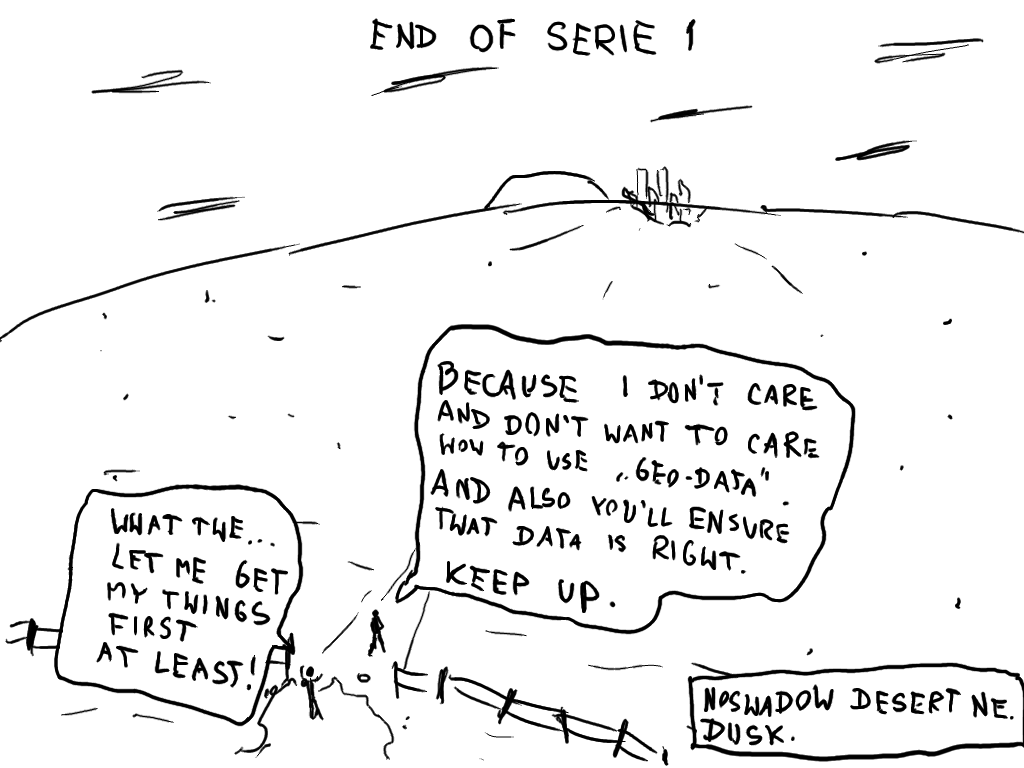 END OF SERIE 1
BECAUSE I DON'T CARE
AND DON'T WANT TO CARE
HOW TO USE „GEO-DATA".
AND ALSO YOU'LL ENSURE
THAT DATA IS RIGHT.
KEEP UP.
WHAT THE...
LET ME GET
MY THINGS
FIRST
AT LEAST!
NOSHADOW DESERT NE.
DUSK.